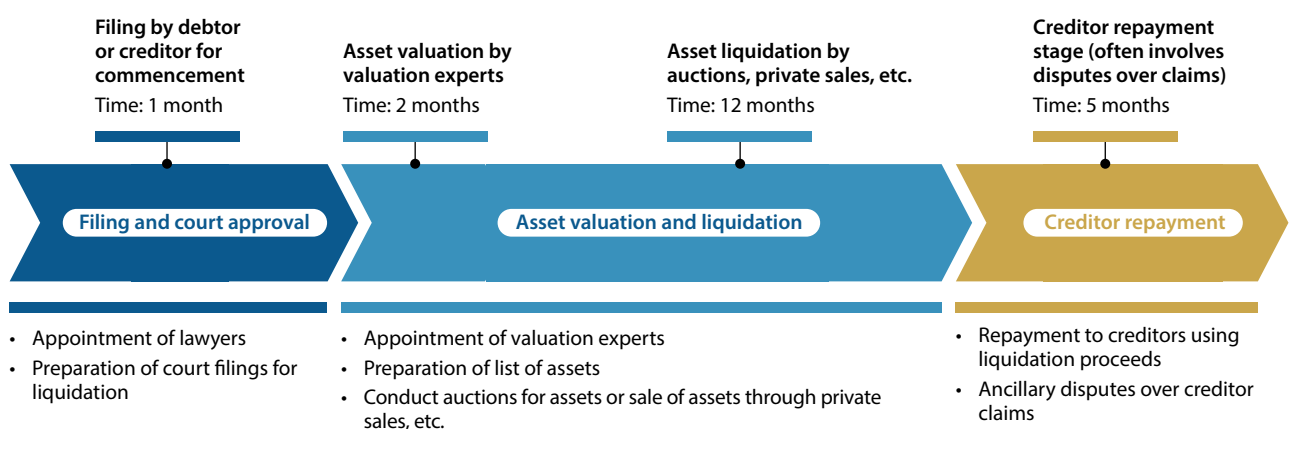 Filing by debtor
or creditor for
commencement
Time: 1 month
Asset valuation by
valuation experts
Time: 2 months
Asset liquidation by
auctions, private sales, etc.
Time: 12 months
Creditor repayment
stage (often involves
disputes over claims)
Time: 5 months
Filing and court approval
Asset valuation and liquidation
Creditor repayment
• Appointment of lawyers
• Preparation of court filings for
liquidation
• Appointment of valuation experts
• Preparation of list of assets
• Conduct auctions for assets or sale of assets through private
sales, etc.
• Repayment to creditors using
liquidation proceeds
• Ancillary disputes over creditor
claims